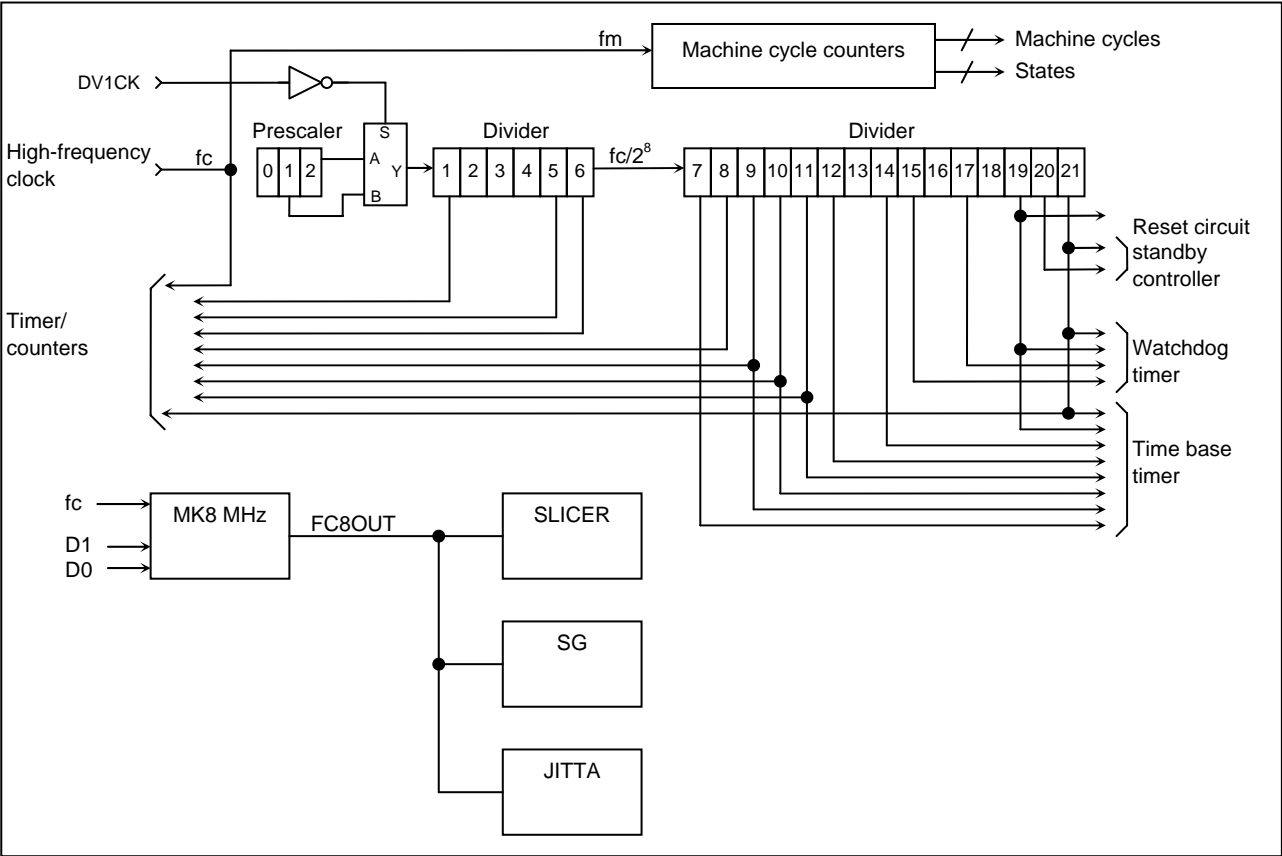 fm
Machine cycle counters
Machine cycles
States
DV1CK
S
Prescaler
Divider
Divider
High-frequency
clock
fc
0 1 2
A
Y
B
1 2 3 4 5 6
fc/2⁸
7 8 9 10 11 12 13 14 15 16 17 18 19 20 21
Reset circuit
standby
controller
Timer/
counters
Watchdog
timer
Time base
timer
fc
D1
D0
MK8 MHz
FC8OUT
SLICER
SG
JITTA